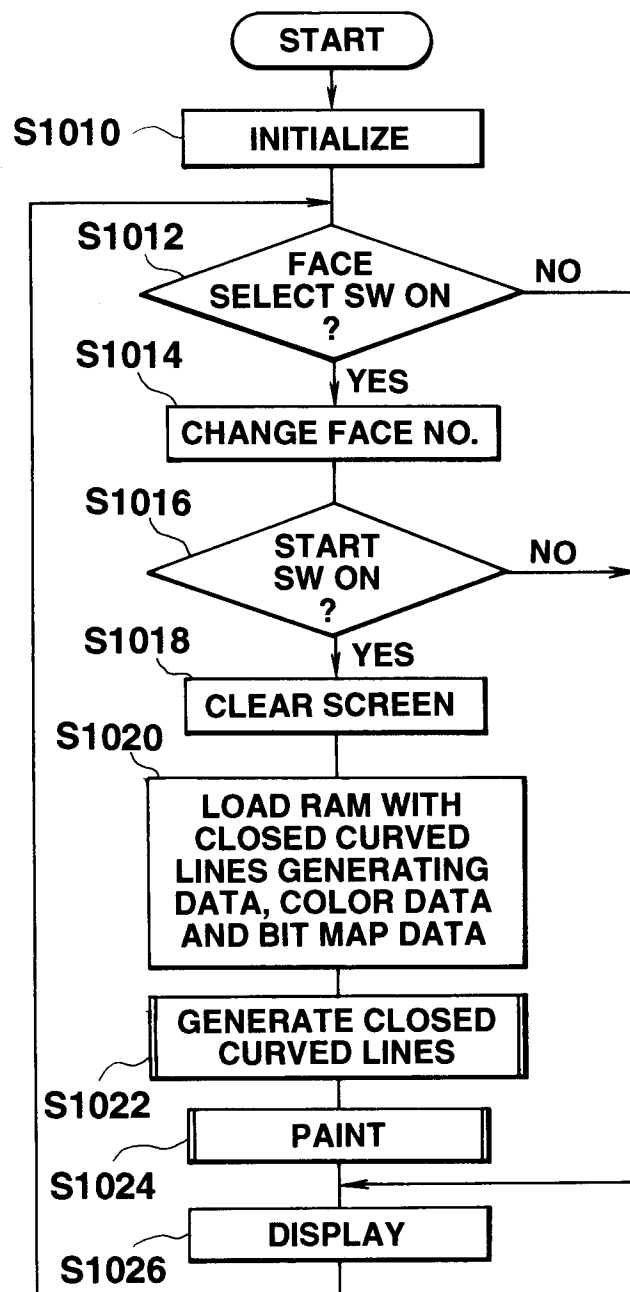 START
S1010
INITIALIZE
S1012
FACE
SELECT SW ON
?
NO
YES
S1014
CHANGE FACE NO.
S1016
START
SW ON
?
NO
YES
S1018
CLEAR SCREEN
S1020
LOAD RAM WITH
CLOSED CURVED
LINES GENERATING
DATA, COLOR DATA
AND BIT MAP DATA
GENERATE CLOSED
CURVED LINES
S1022
PAINT
S1024
DISPLAY
S1026